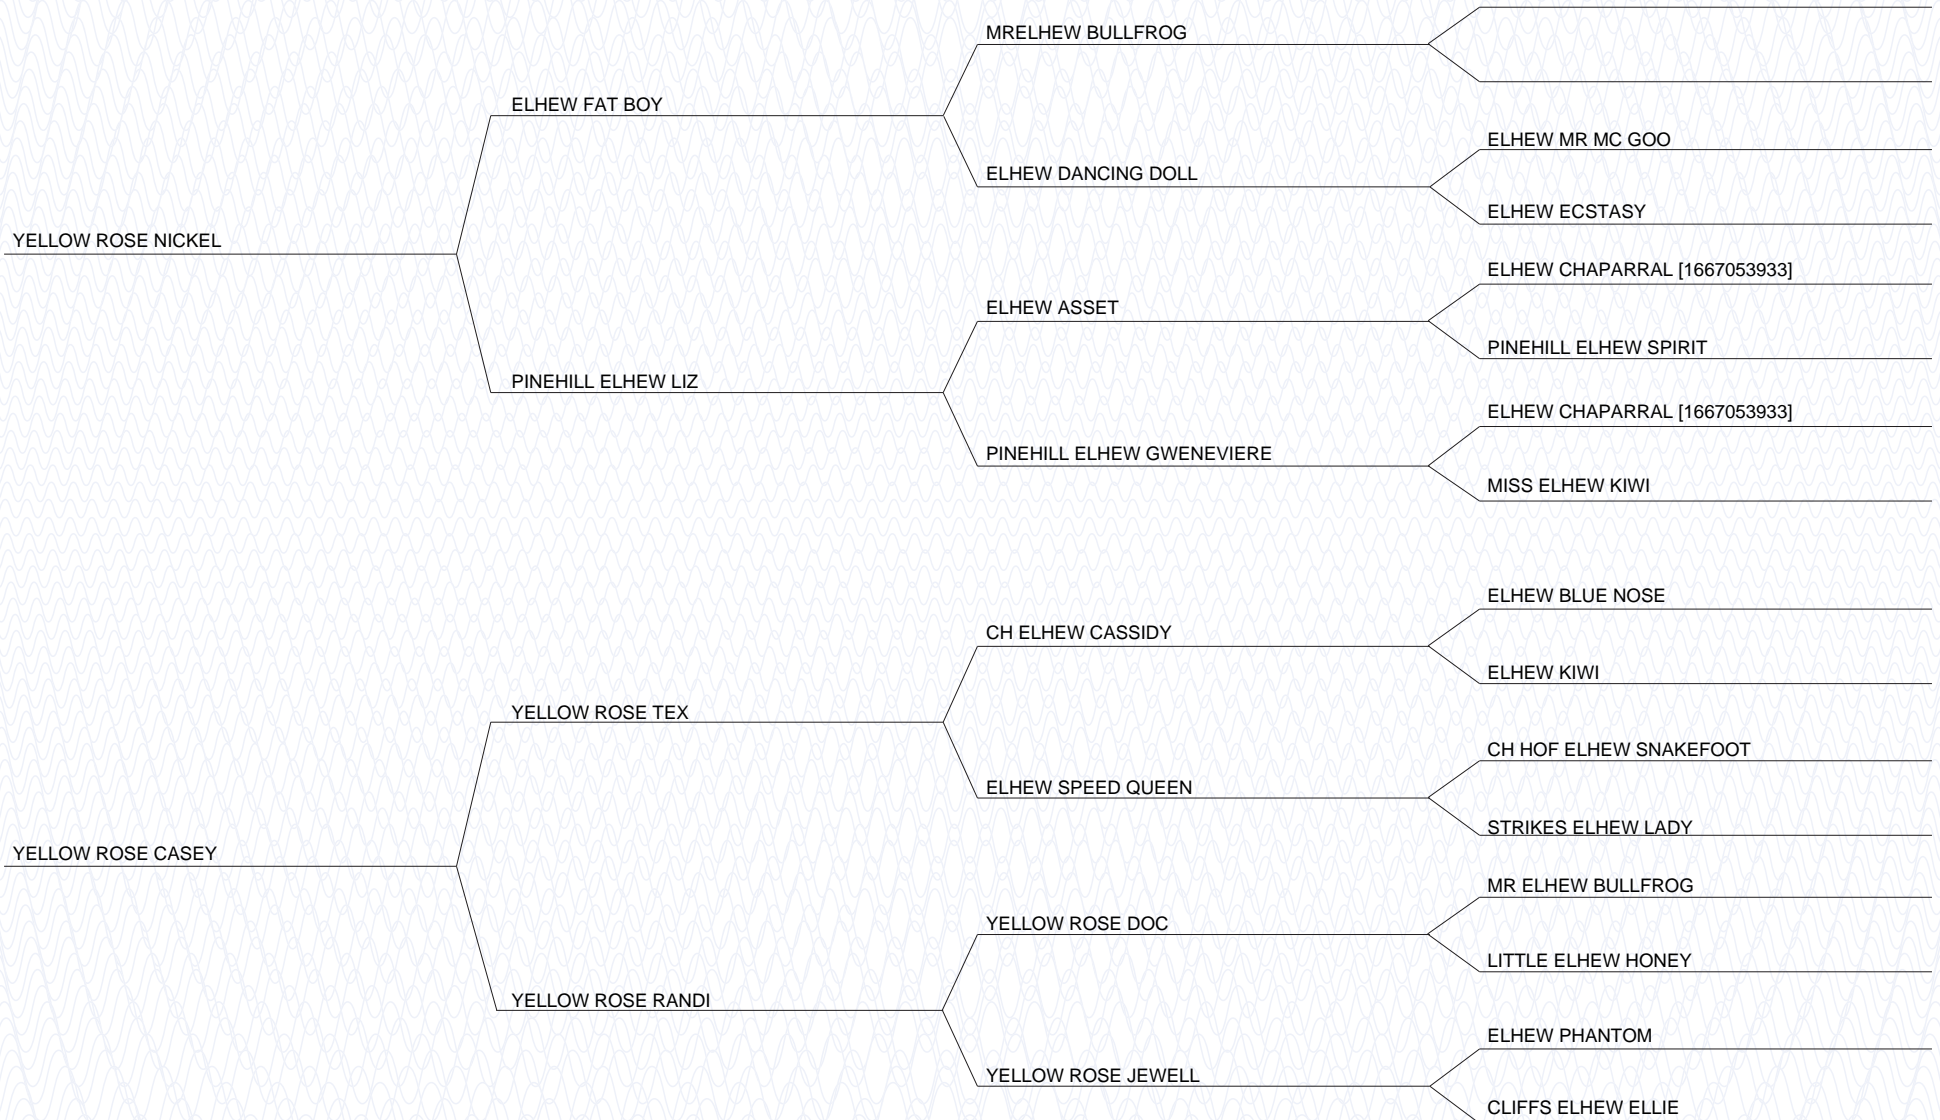 MRELHEW BULLFROG
ELHEW FAT BOY
ELHEW MR MC GOO
ELHEW DANCING DOLL
ELHEW ECSTASY
YELLOW ROSE NICKEL
ELHEW CHAPARRAL [1667053933]
ELHEW ASSET
PINEHILL ELHEW SPIRIT
PINEHILL ELHEW LIZ
ELHEW CHAPARRAL [1667053933]
PINEHILL ELHEW GWENEVIERE
MISS ELHEW KIWI
ELHEW BLUE NOSE
CH ELHEW CASSIDY
ELHEW KIWI
YELLOW ROSE TEX
CH HOF ELHEW SNAKEFOOT
ELHEW SPEED QUEEN
STRIKES ELHEW LADY
YELLOW ROSE CASEY
MR ELHEW BULLFROG
YELLOW ROSE DOC
LITTLE ELHEW HONEY
YELLOW ROSE RANDI
ELHEW PHANTOM
YELLOW ROSE JEWELL
CLIFFS ELHEW ELLIE